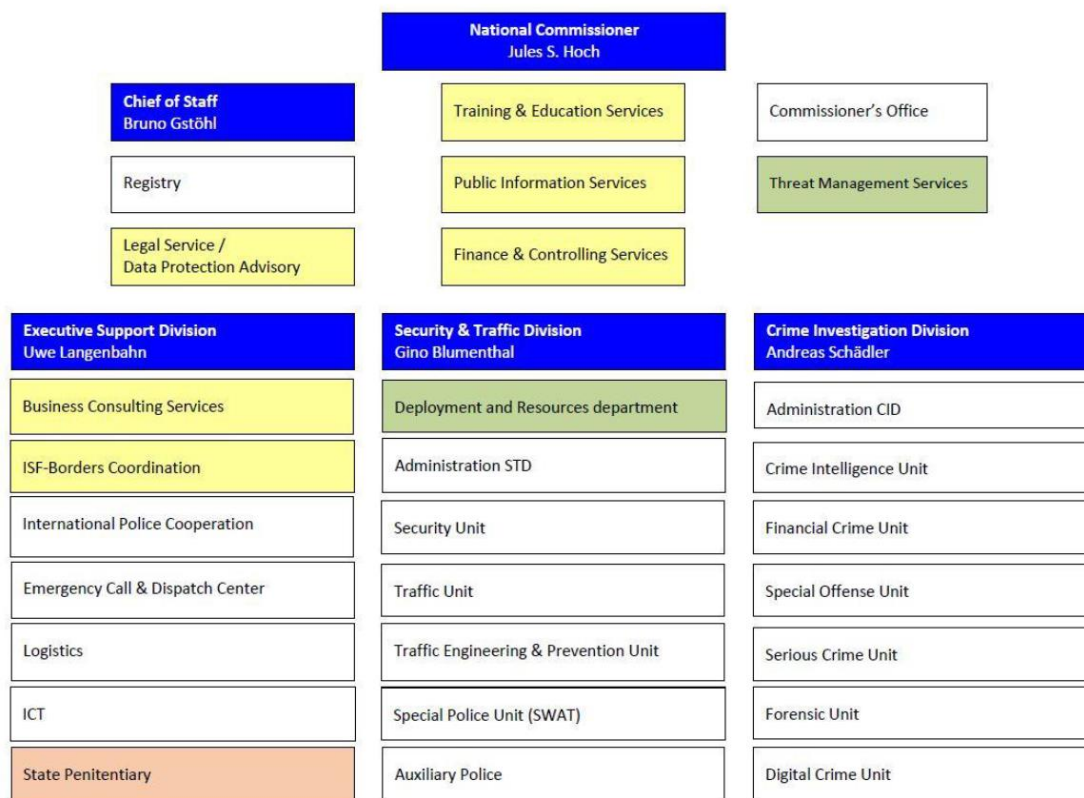 National Commissioner
Jules S. Hoch
Chief of Staff
Bruno Gstöhl
Training & Education Services
Commissioner's Office
Registry
Public Information Services
Threat Management Services
Legal Service /
Data Protection Advisory
Finance & Controlling Services
Executive Support Division
Uwe Langenbahn
Business Consulting Services
ISF-Borders Coordination
International Police Cooperation
Emergency Call & Dispatch Center
Logistics
ICT
State Penitentiary
Security & Traffic Division
Gino Blumenthal
Deployment and Resources department
Administration STD
Security Unit
Traffic Unit
Traffic Engineering & Prevention Unit
Special Police Unit (SWAT)
Auxiliary Police
Crime Investigation Division
Andreas Schädler
Administration CID
Crime Intelligence Unit
Financial Crime Unit
Special Offense Unit
Serious Crime Unit
Forensic Unit
Digital Crime Unit